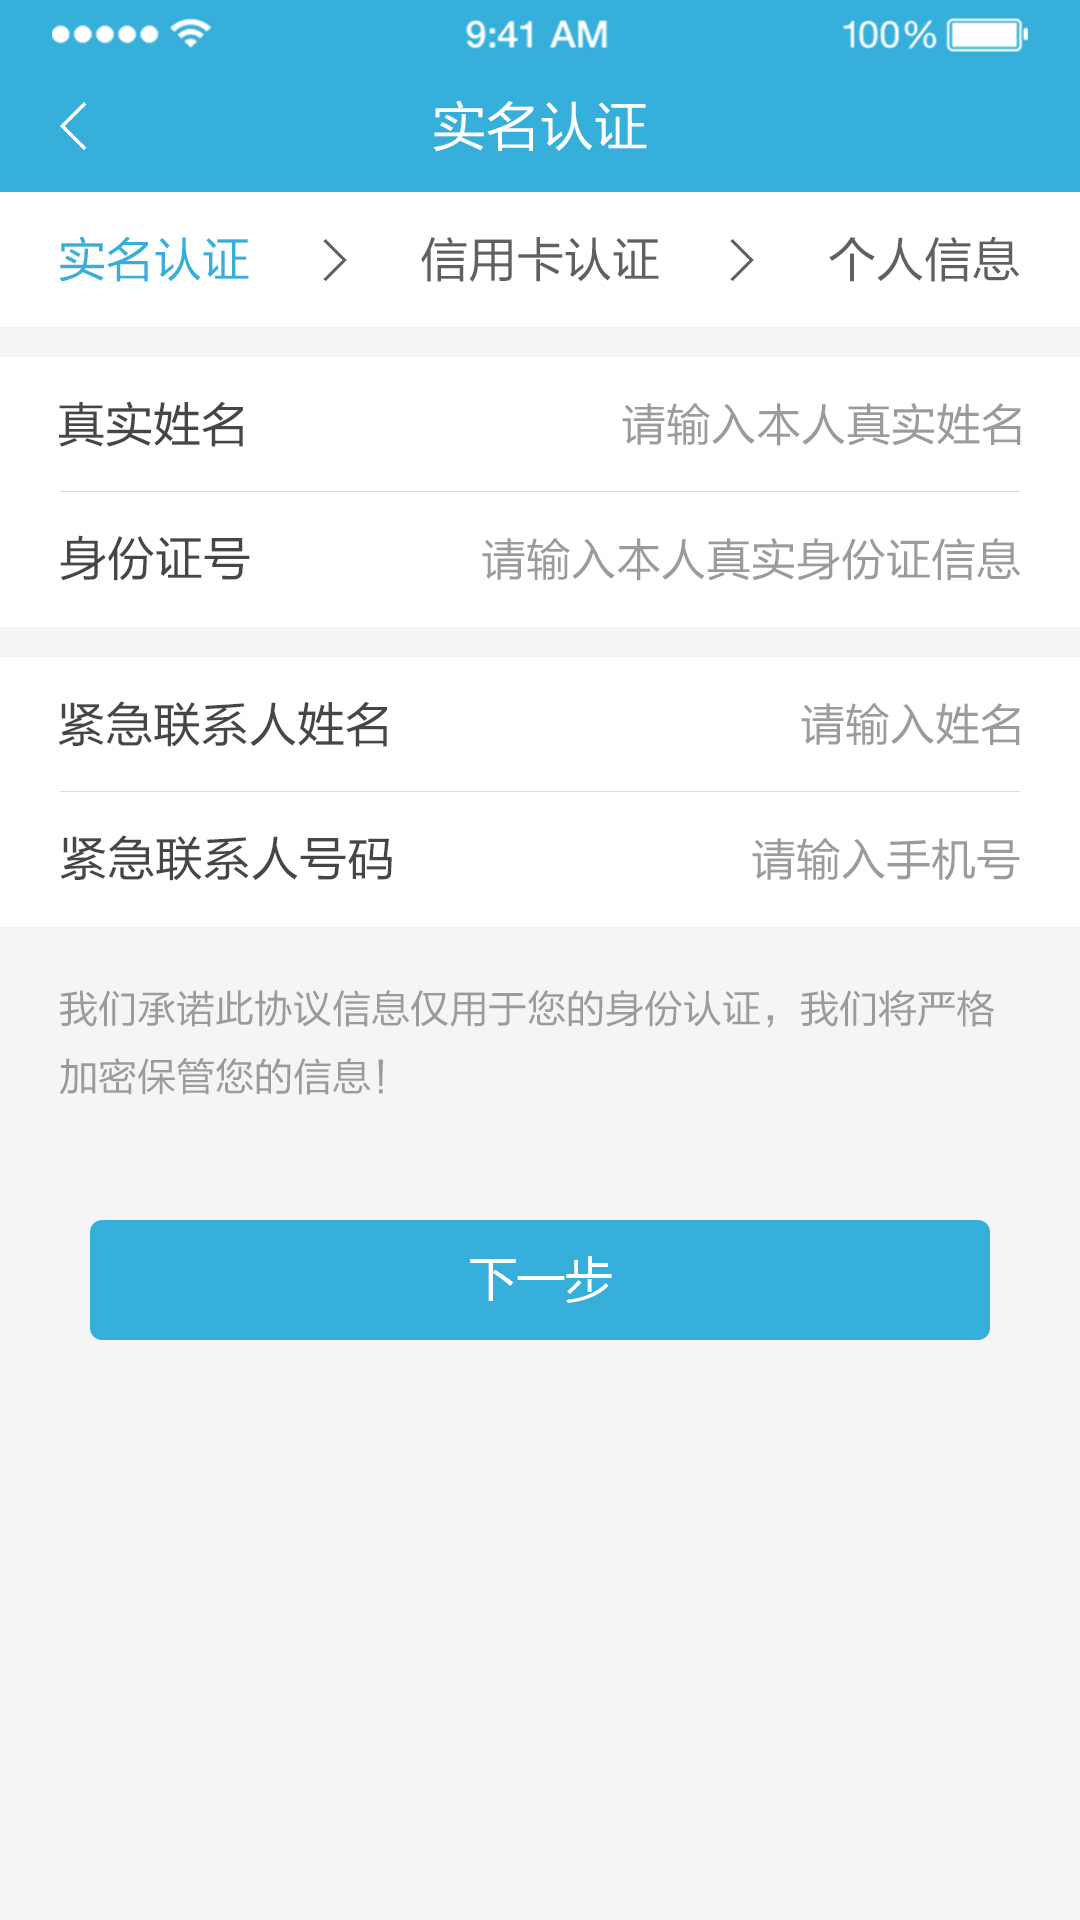 9:41 AM 100%
实名认证
实名认证 > 信用卡认证 > 个人信息
真实姓名 请输入本人真实姓名
身份证号 请输入本人真实身份证信息
紧急联系人姓名 请输入姓名
紧急联系人号码 请输入手机号
我们承诺此协议信息仅用于您的身份认证，我们将严格
加密保管您的信息！
下一步